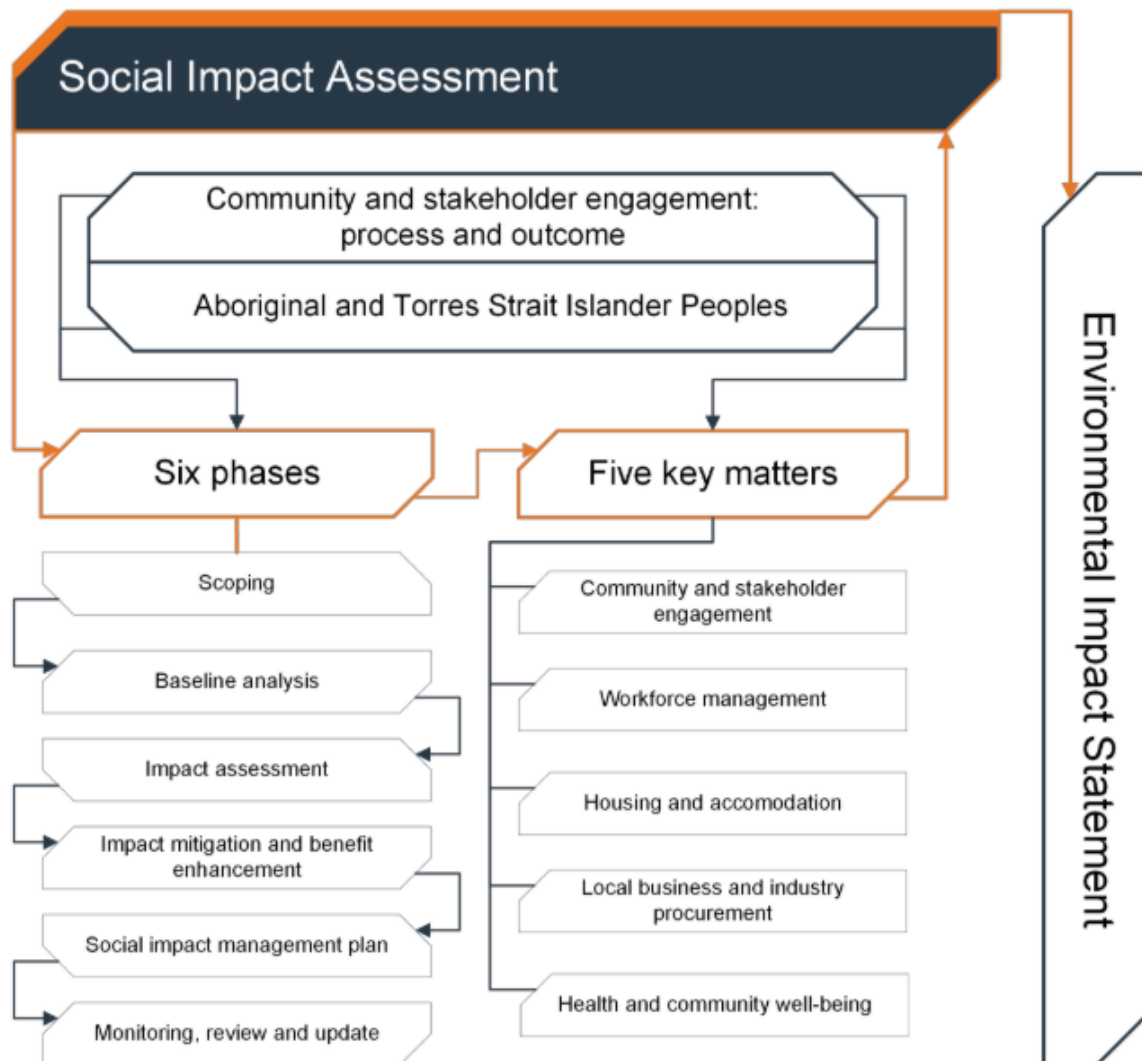 Social Impact Assessment
Community and stakeholder engagement:
process and outcome
Aboriginal and Torres Strait Islander Peoples
Six phases
Five key matters
Scoping
Baseline analysis
Impact assessment
Impact mitigation and benefit
enhancement
Social impact management plan
Monitoring, review and update
Community and stakeholder
engagement
Workforce management
Housing and accomodation
Local business and industry
procurement
Health and community well-being
Environmental Impact Statement